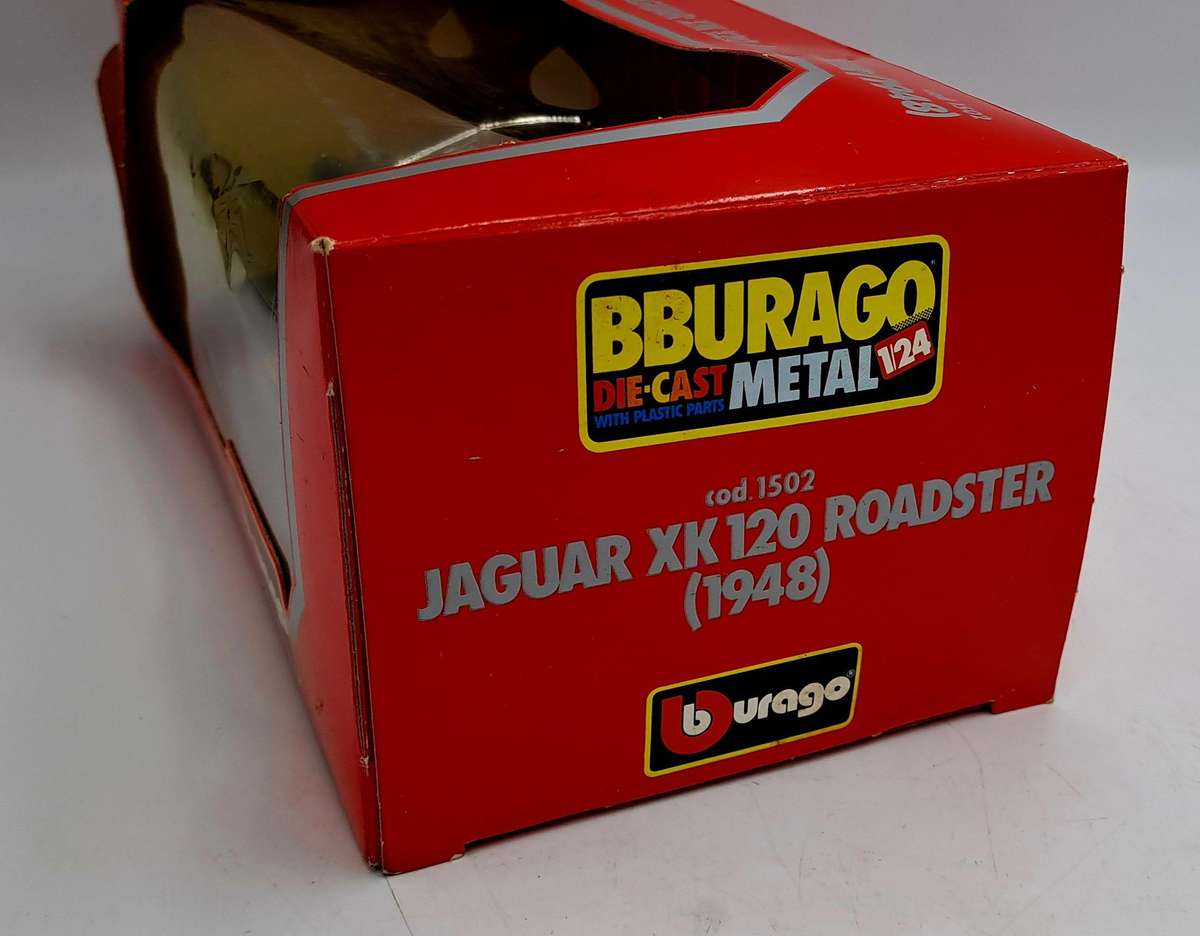 BBURAGO
DIE-CAST METAL 1/24
WITH PLASTIC PARTS
cod.1502
JAGUAR XK 120 ROADSTER
(1948)
burago